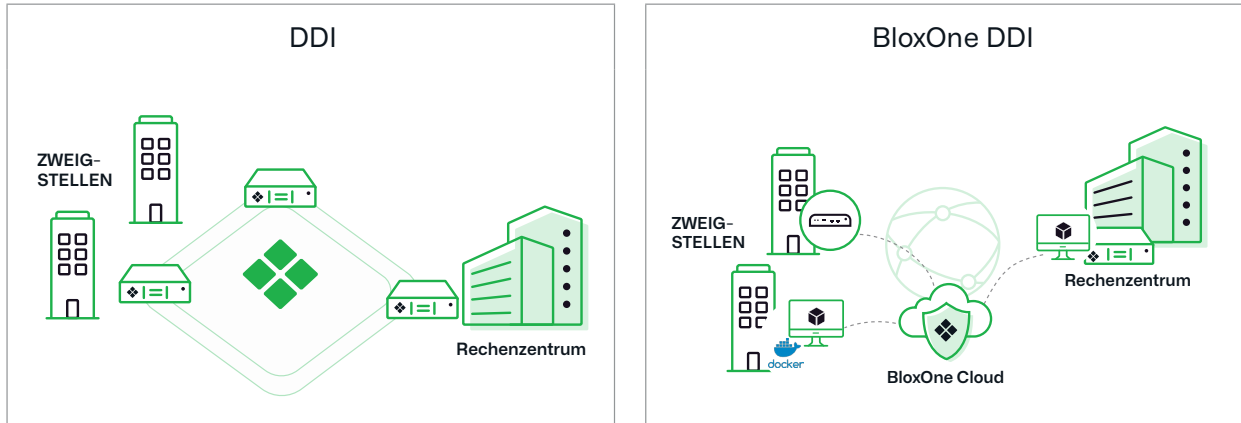 DDI
ZWEIG-
STELLEN
Rechenzentrum
BloxOne DDI
ZWEIG-
STELLEN
docker
Rechenzentrum
BloxOne Cloud